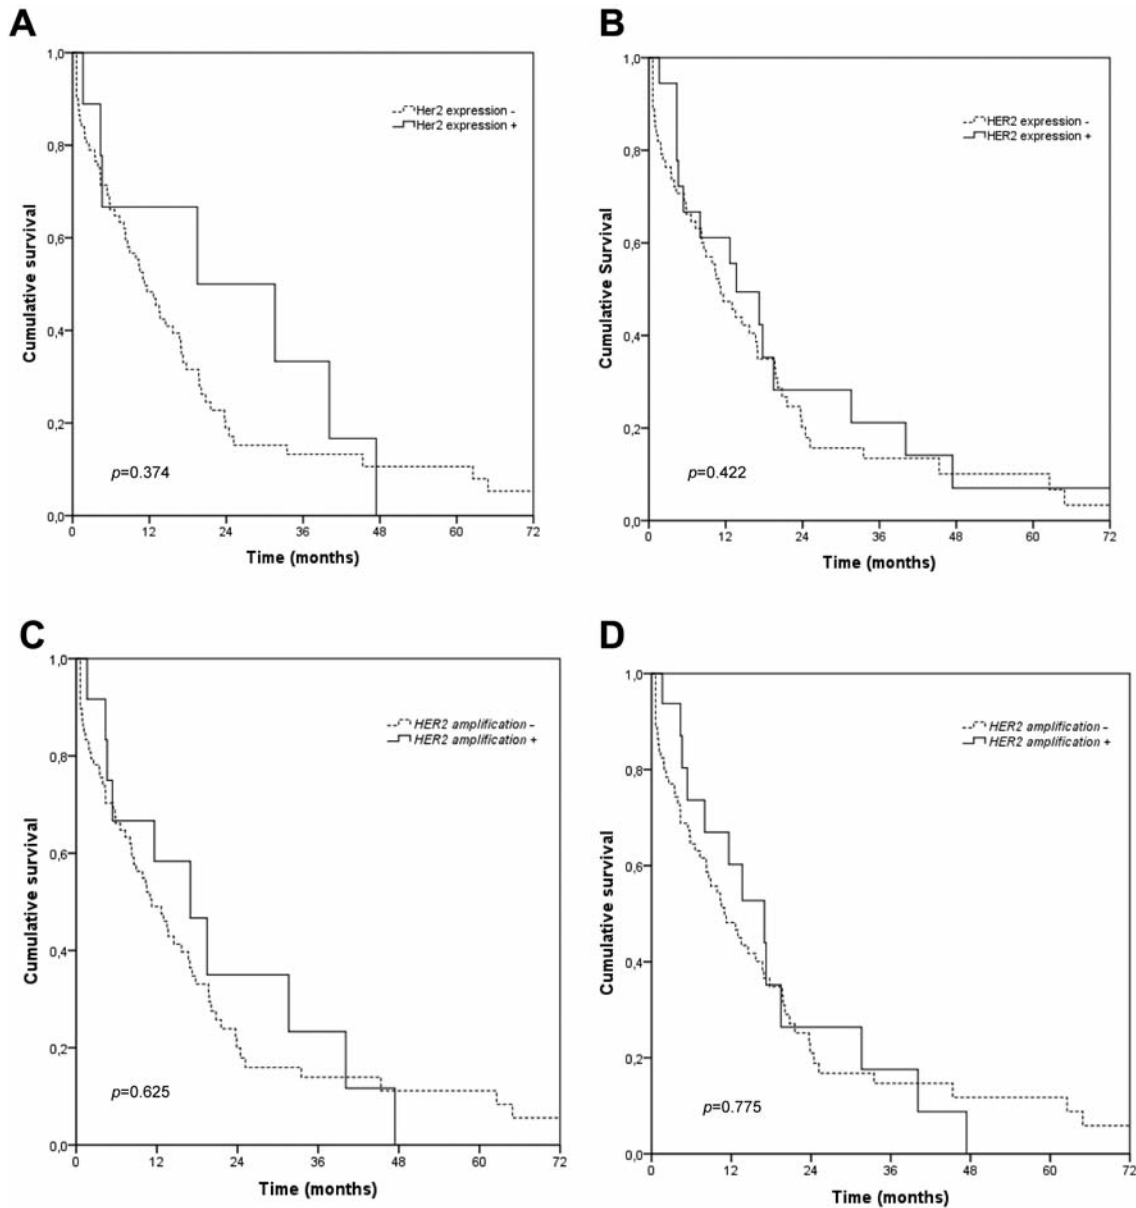 A
1,0
0,8
0,6
0,4
0,2
0,0
Cumulative survival
Her2 expression -
Her2 expression +
p=0.374
0 12 24 36 48 60 72
Time (months)
B
1,0
0,8
0,6
0,4
0,2
0,0
Cumulative Survival
HER2 expression -
HER2 expression +
p=0.422
0 12 24 36 48 60 72
Time (months)
C
1,0
0,8
0,6
0,4
0,2
0,0
Cumulative survival
HER2 amplification -
HER2 amplification +
p=0.625
0 12 24 36 48 60 72
Time (months)
D
1,0
0,8
0,6
0,4
0,2
0,0
Cumulative survival
HER2 amplification -
HER2 amplification +
p=0.775
0 12 24 36 48 60 72
Time (months)